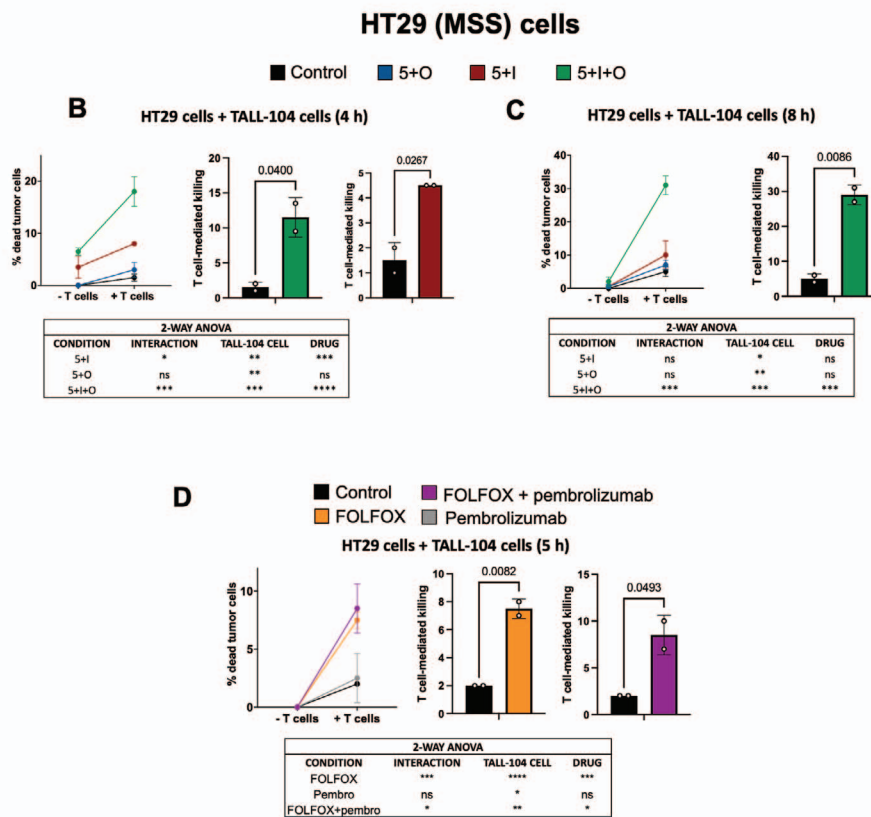 HT29 (MSS) cells
Control 5+O 5+I 5+I+O
B
HT29 cells + TALL-104 cells (4 h)
% dead tumor cells
20
10
0
- T cells + T cells
T cell-mediated killing
15
10
5
0
0.0400
T cell-mediated killing
5
4
3
2
1
0
0.0267
2-WAY ANOVA
CONDITION INTERACTION TALL-104 CELL DRUG
5+I * ** ***
5+O ns ** ns
5+I+O *** *** ****
C
HT29 cells + TALL-104 cells (8 h)
% dead tumor cells
40
30
20
10
0
- T cells + T cells
T cell-mediated killing
40
30
20
10
0
0.0086
2-WAY ANOVA
CONDITION INTERACTION TALL-104 CELL DRUG
5+I ns * ns
5+O ns ** ns
5+I+O *** *** ***
D
Control FOLFOX + pembrolizumab
FOLFOX Pembrolizumab
HT29 cells + TALL-104 cells (5 h)
% dead tumor cells
10
5
0
- T cells + T cells
T cell-mediated killing
10
8
6
4
2
0
0.0082
T cell-mediated killing
15
10
5
0
0.0493
2-WAY ANOVA
CONDITION INTERACTION TALL-104 CELL DRUG
FOLFOX *** **** ***
Pembro ns * ns
FOLFOX+pembro * ** *